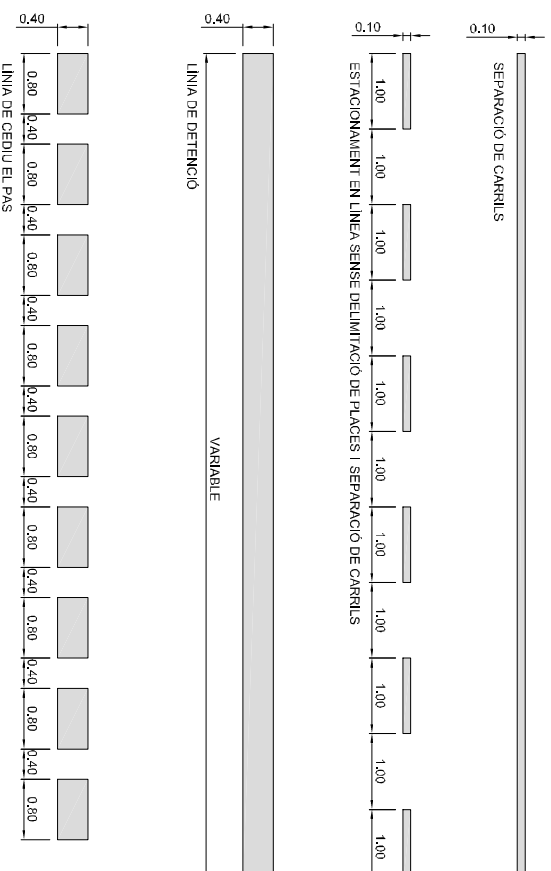 0.10
SEPARACIÓ DE CARRILS
0.10
1.00 1.00 1.00 1.00 1.00 1.00 1.00 1.00 1.00 1.00 1.00
ESTACIONAMENT EN LÍNEA SENSE DELIMITACIÓ DE PLACES I SEPARACIÓ DE CARRILS
0.40
VARIABLE
LÍNIA DE DETENCIÓ
0.40
0.80 0.40 0.80 0.40 0.80 0.40 0.80 0.40 0.80 0.40 0.80 0.40 0.80 0.40 0.80 0.40 0.80
LÍNIA DE CEDIU EL PAS